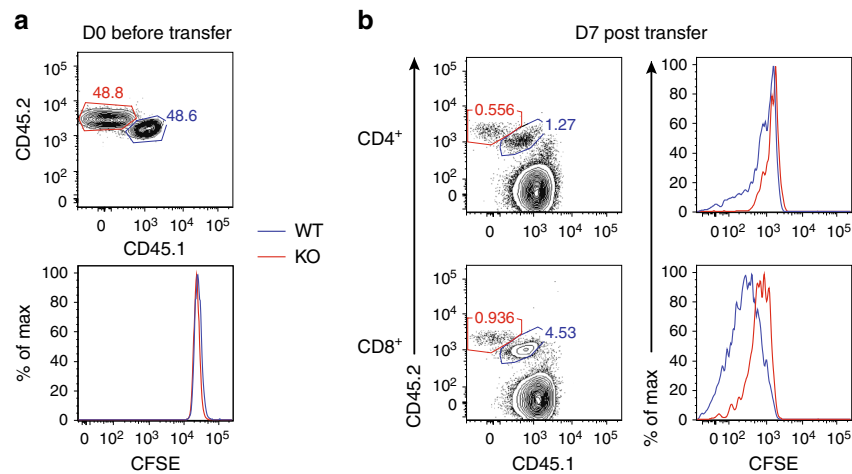 a
D0 before transfer
10^5
10^4
10^3
10^2
0
CD45.2
48.8
48.6
0 10^3 10^4 10^5
CD45.1
WT
KO
100
80
60
40
20
0
% of max
0 10^2 10^3 10^4 10^5
CFSE
b
D7 post transfer
CD4+
10^5
10^4
10^3
10^2
0
0.556
1.27
0 10^3 10^4 10^5
100
80
60
40
20
0
0 10^2 10^3 10^4 10^5
CD8+
CD45.2
10^5
10^4
10^3
10^2
0
0.936
4.53
0 10^3 10^4 10^5
CD45.1
% of max
100
80
60
40
20
0
0 10^2 10^3 10^4 10^5
CFSE